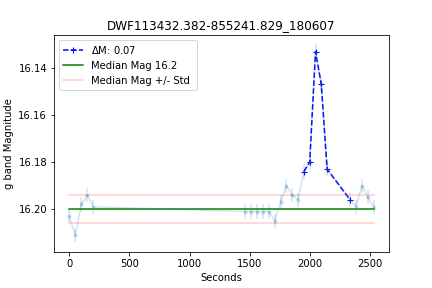 DWF113432.382-855241.829_180607
ΔM: 0.07
Median Mag 16.2
Median Mag +/- Std
g band Magnitude
16.14
16.16
16.18
16.20
0 500 1000 1500 2000 2500
Seconds